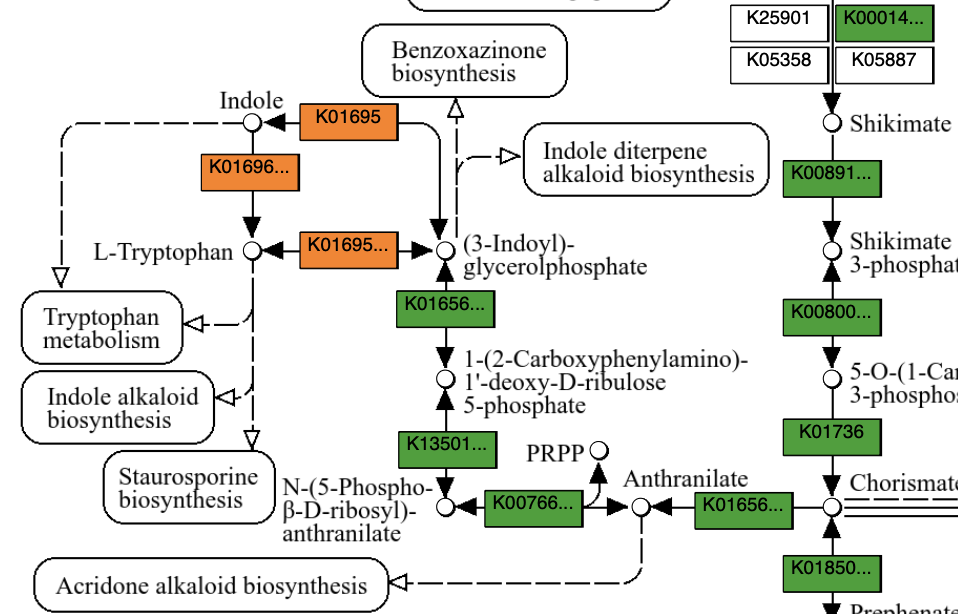 K25901
K00014...
K05358
K05887
Benzoxazinone
biosynthesis
Indole
K01695
Shikimate
K01696...
Indole diterpene
alkaloid biosynthesis
K00891...
L-Tryptophan
K01695...
(3-Indoyl)-
glycerolphosphate
Shikimate
3-phosphat
K01656...
K00800...
Tryptophan
metabolism
1-(2-Carboxyphenylamino)-
1'-deoxy-D-ribulose
5-phosphate
5-O-(1-Car
3-phosphos
Indole alkaloid
biosynthesis
K13501...
K01736
PRPP
Staurosporine
biosynthesis
N-(5-Phospho-
β-D-ribosyl)-
anthranilate
K00766...
Anthranilate
K01656...
Chorismate
K01850...
Acridone alkaloid biosynthesis
Prephenate